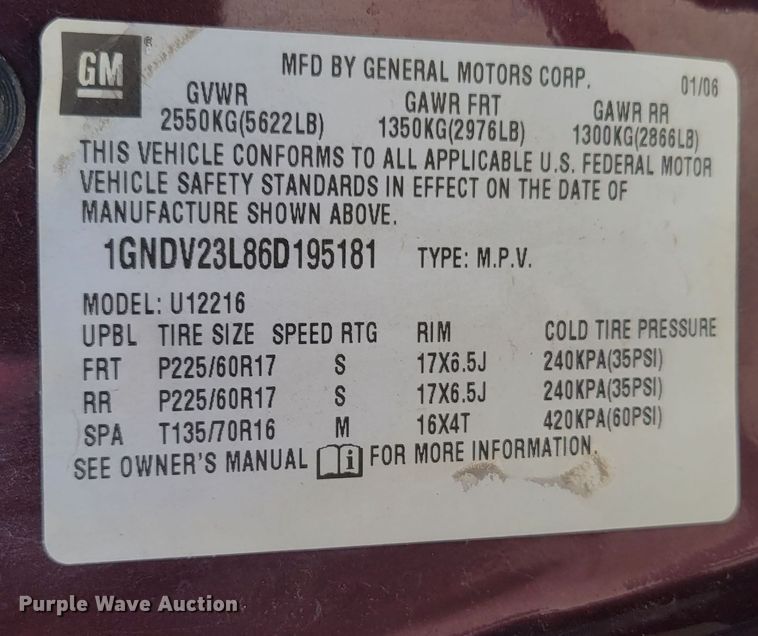 GM ®
MFD BY GENERAL MOTORS CORP. 01/06
GVWR GAWR FRT GAWR RR
2550KG(5622LB) 1350KG(2976LB) 1300KG(2866LB)
THIS VEHICLE CONFORMS TO ALL APPLICABLE U.S. FEDERAL MOTOR
VEHICLE SAFETY STANDARDS IN EFFECT ON THE DATE OF
MANUFACTURE SHOWN ABOVE.
1GNDV23L86D195181 TYPE: M.P.V.
MODEL: U12216
UPBL TIRE SIZE SPEED RTG RIM COLD TIRE PRESSURE
FRT P225/60R17 S 17X6.5J 240KPA(35PSI)
RR P225/60R17 S 17X6.5J 240KPA(35PSI)
SPA T135/70R16 M 16X4T 420KPA(60PSI)
SEE OWNER'S MANUAL i FOR MORE INFORMATION.
Purple Wave Auction